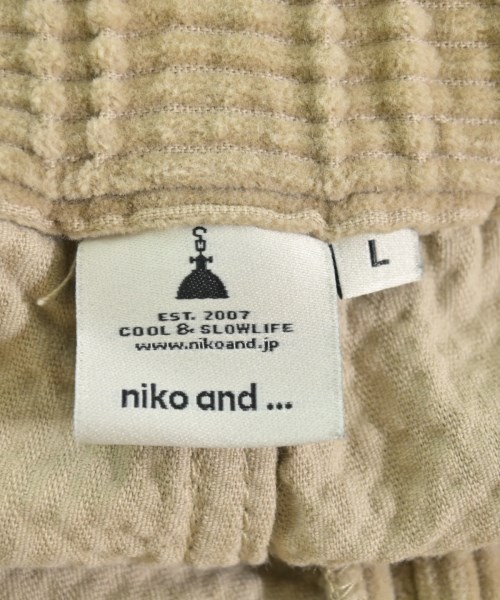 EST. 2007
COOL & SLOWLIFE
www.nikoand.jp
niko and ...
L